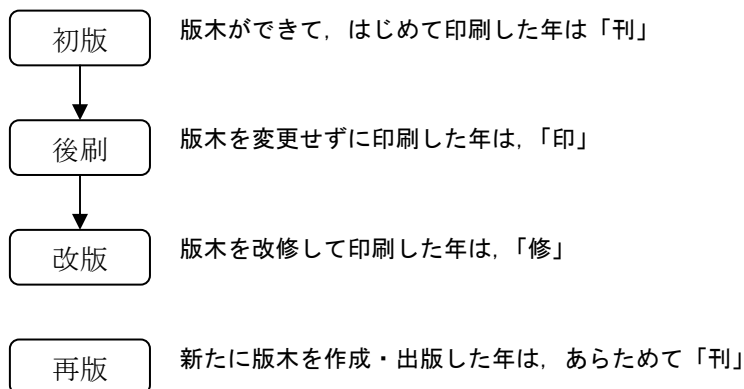 初版
版木ができて，はじめて印刷した年は「刊」
後刷
版木を変更せずに印刷した年は，「印」
改版
版木を改修して印刷した年は，「修」
再版
新たに版木を作成・出版した年は，あらためて「刊」